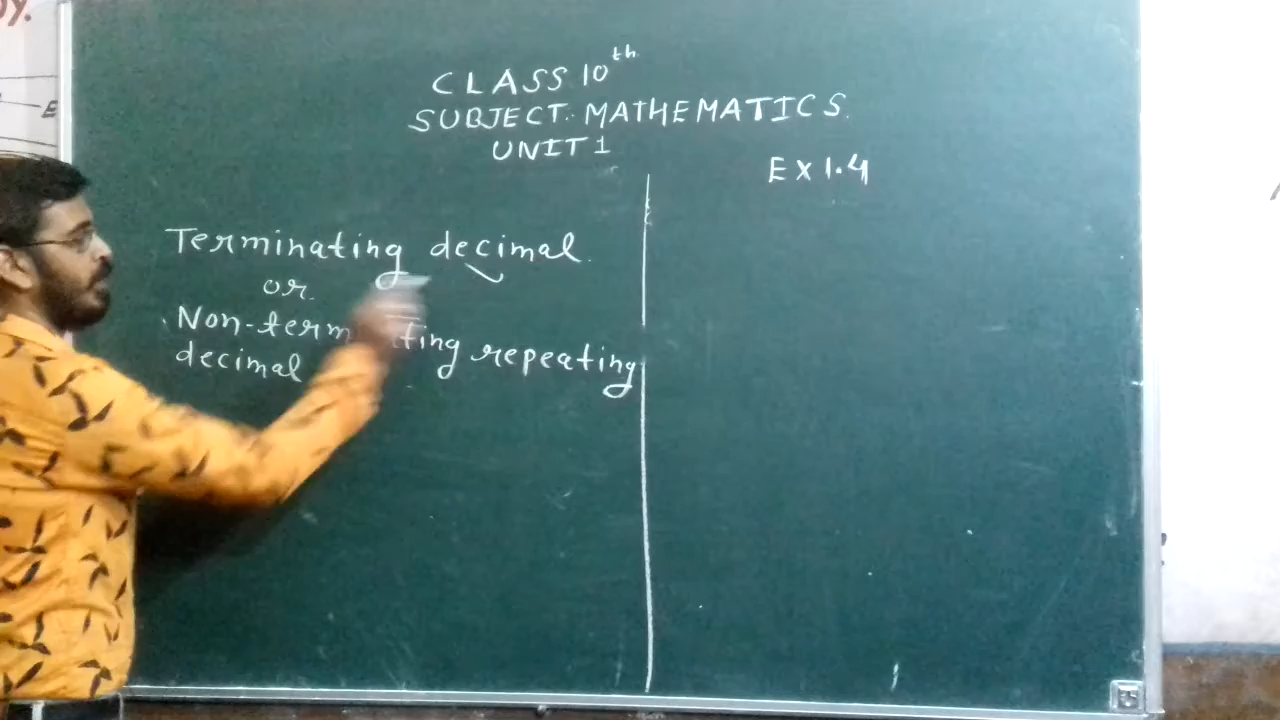 CLASS 10th
SUBJECT: MATHEMATICS.
UNIT 1
EX 1.4
Terminating decimal.
or.
Non-terminating repeating
decimal